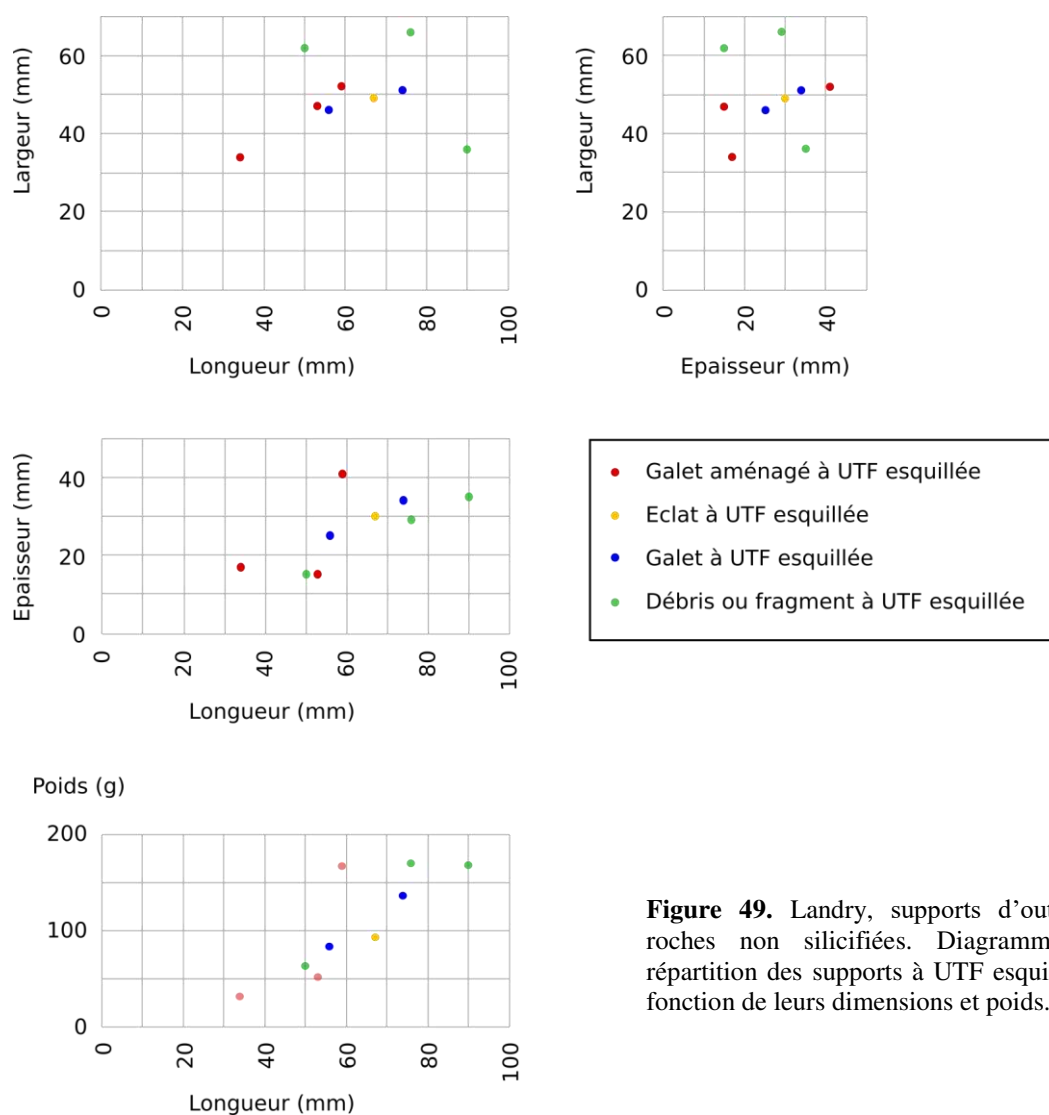 Largeur (mm)
60
40
20
0
0
20
40
60
80
100
Longueur (mm)
Largeur (mm)
60
40
20
0
0
20
40
Epaisseur (mm)
Epaisseur (mm)
40
20
0
0
20
40
60
80
100
Longueur (mm)
Galet aménagé à UTF esquillée
Eclat à UTF esquillée
Galet à UTF esquillée
Débris ou fragment à UTF esquillée
Poids (g)
200
100
0
0
20
40
60
80
100
Longueur (mm)
Figure 49. Landry, supports d'out
roches non silicifiées. Diagramm
répartition des supports à UTF esqui
fonction de leurs dimensions et poids.